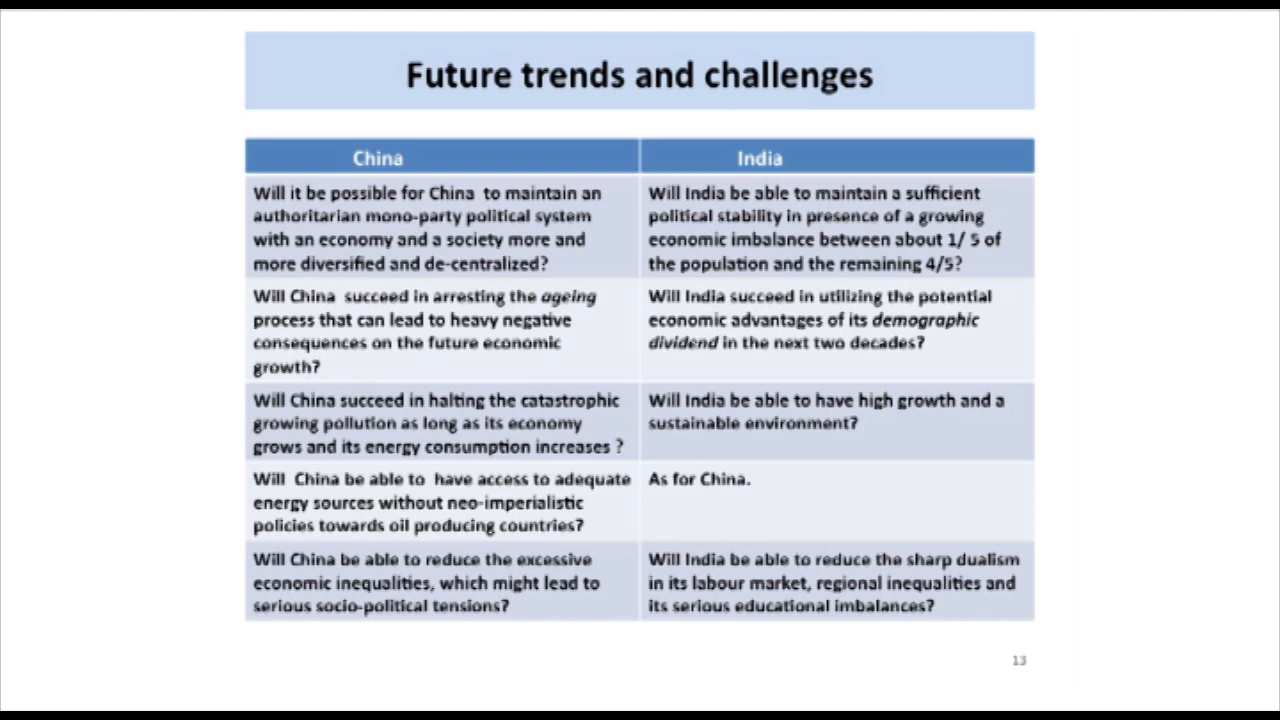 Future trends and challenges
China
India
Will it be possible for China to maintain an
authoritarian mono-party political system
with an economy and a society more and
more diversified and de-centralized?
Will India be able to maintain a sufficient
political stability in presence of a growing
economic imbalance between about 1/ 5 of
the population and the remaining 4/5?
Will China succeed in arresting the ageing
process that can lead to heavy negative
consequences on the future economic
growth?
Will India succeed in utilizing the potential
economic advantages of its demographic
dividend in the next two decades?
Will China succeed in halting the catastrophic
growing pollution as long as its economy
grows and its energy consumption increases ?
Will India be able to have high growth and a
sustainable environment?
Will China be able to have access to adequate
energy sources without neo-imperialistic
policies towards oil producing countries?
As for China.
Will China be able to reduce the excessive
economic inequalities, which might lead to
serious socio-political tensions?
Will India be able to reduce the sharp dualism
in its labour market, regional inequalities and
its serious educational imbalances?
13